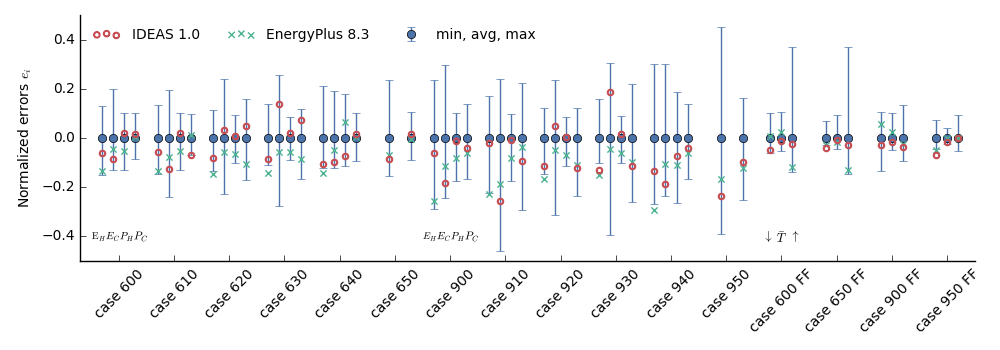 IDEAS 1.0 EnergyPlus 8.3 min, avg, max
Normalized errors e_i
0.4
0.2
0.0
−0.2
−0.4
E_H E_C P_H P_C
E_H E_C P_H P_C
↓ T̄ ↑
case 600
case 610
case 620
case 630
case 640
case 650
case 900
case 910
case 920
case 930
case 940
case 950
case 600 FF
case 650 FF
case 900 FF
case 950 FF